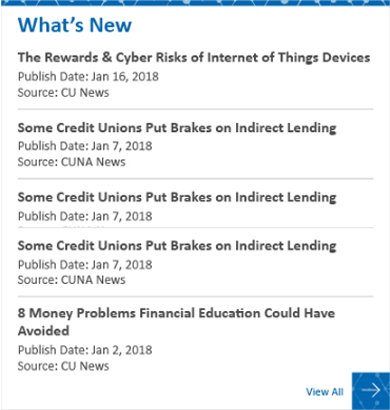 What's New
The Rewards & Cyber Risks of Internet of Things Devices
Publish Date: Jan 16, 2018
Source: CU News
Some Credit Unions Put Brakes on Indirect Lending
Publish Date: Jan 7, 2018
Source: CUNA News
Some Credit Unions Put Brakes on Indirect Lending
Publish Date: Jan 7, 2018
Some Credit Unions Put Brakes on Indirect Lending
Publish Date: Jan 7, 2018
Source: CUNA News
8 Money Problems Financial Education Could Have
Avoided
Publish Date: Jan 2, 2018
Source: CU News
View All